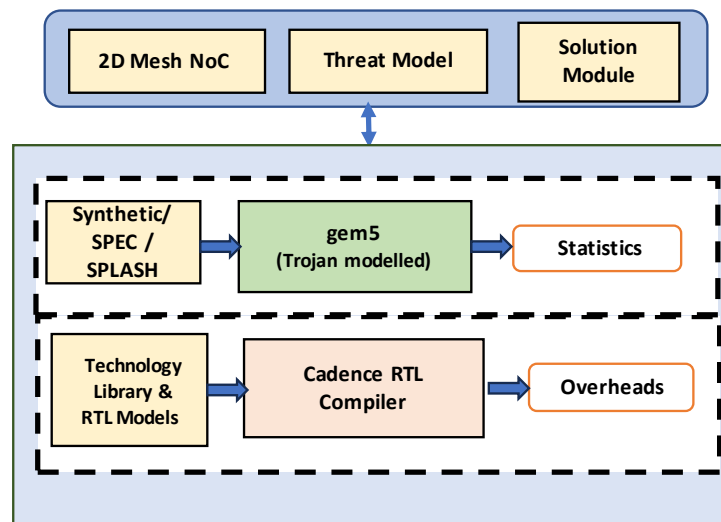 2D Mesh NoC
Threat Model
Solution
Module
Synthetic/
SPEC /
SPLASH
gem5
(Trojan modelled)
Statistics
Technology
Library &
RTL Models
Cadence RTL
Compiler
Overheads